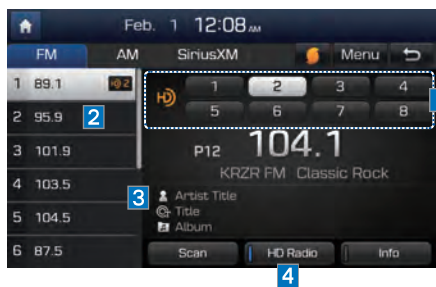 Feb. 1 12:08 AM
FM AM SiriusXM Menu
1 89.1 HD 2
2 95.9
2
3 101.9
4 103.5
5 104.5
6 87.5
HD 1 2 3 4
5 6 7 8
P12 104.1
KRZR FM Classic Rock
3
Artist Title
Title
Album
Scan HD Radio Info
4